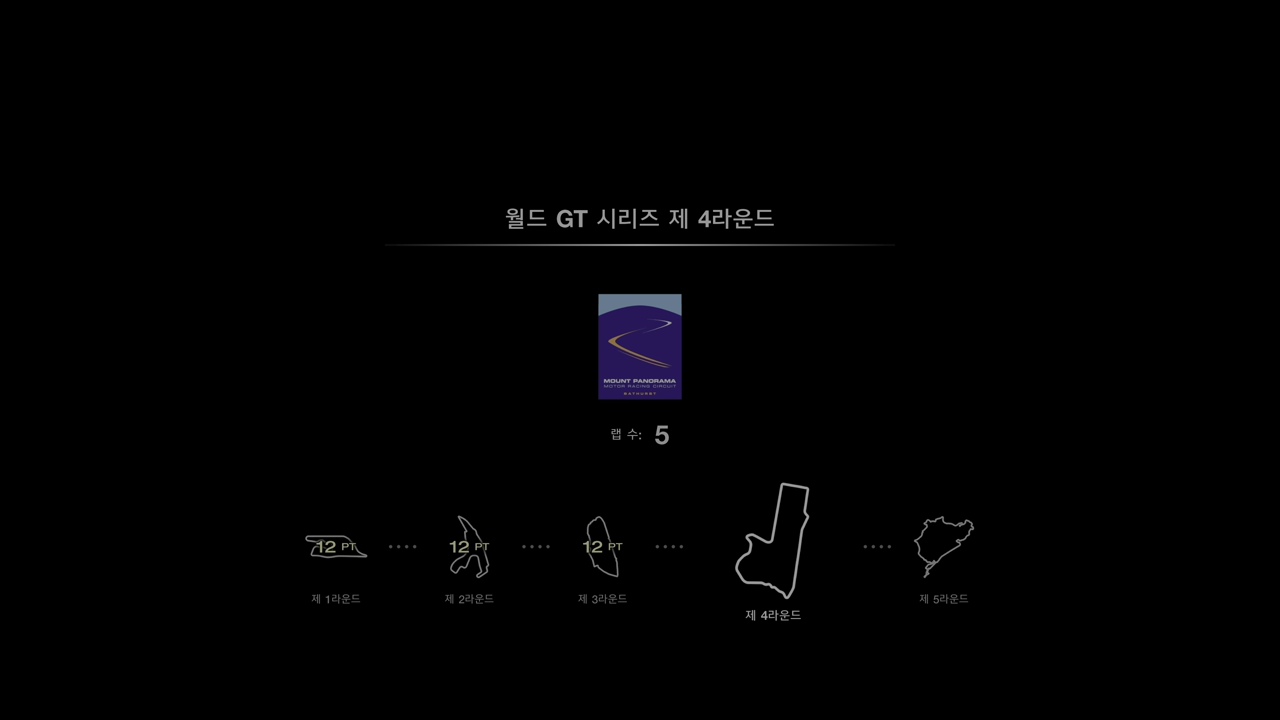 월드 GT 시리즈 제 4라운드
MOUNT PANORAMA
MOTOR RACING CIRCUIT
BATHURST
랩 수: 5
12 PT
12 PT
12 PT
제 1라운드
제 2라운드
제 3라운드
제 4라운드
제 5라운드